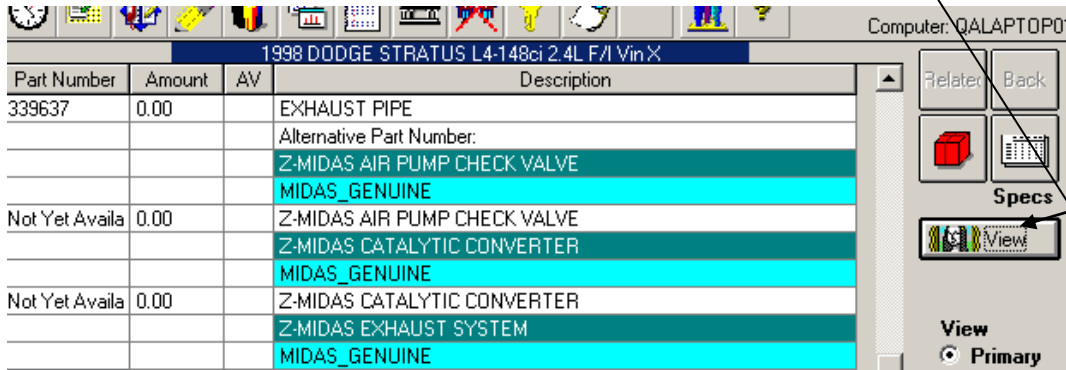 Computer: QALAPTOP0
1998 DODGE STRATUS L4-148ci 2.4L F/I Vin X
Part Number Amount AV Description
339637 0.00 EXHAUST PIPE
Alternative Part Number:
Z-MIDAS AIR PUMP CHECK VALVE
MIDAS_GENUINE
Not Yet Availa 0.00 Z-MIDAS AIR PUMP CHECK VALVE
Z-MIDAS CATALYTIC CONVERTER
MIDAS_GENUINE
Not Yet Availa 0.00 Z-MIDAS CATALYTIC CONVERTER
Z-MIDAS EXHAUST SYSTEM
MIDAS_GENUINE
Related Back
Specs
View
View
Primary